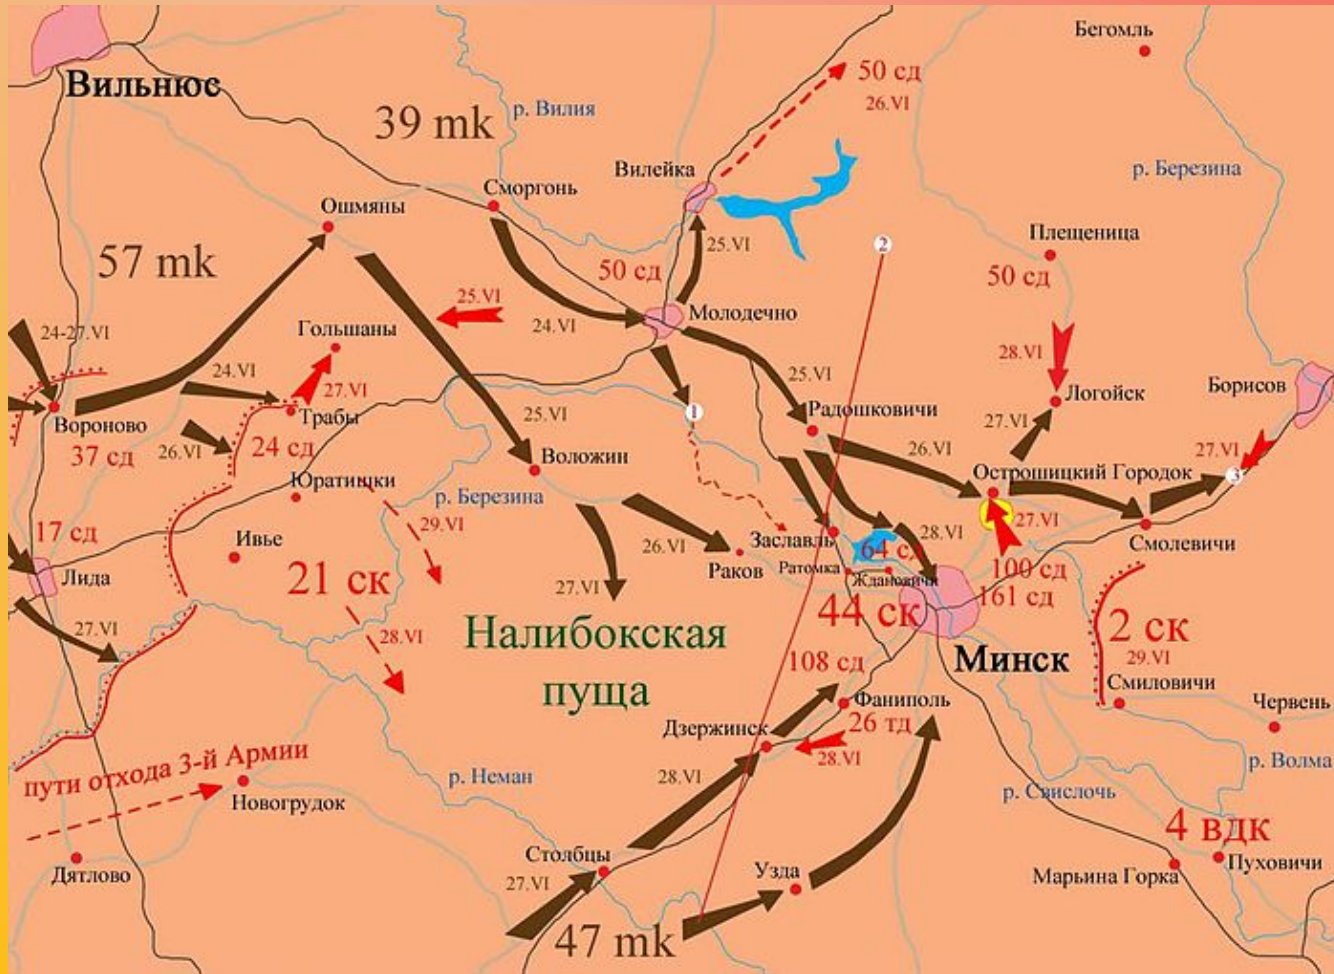 Бегомль
Вильнюс
50 сд
26.VI
39 mk
р. Вилия
Вилейка
р. Березина
Сморгонь
Ошмяны
Плещеница
2
25.VI
57 mk
50 сд
50 сд
25.VI
Молодечно
24-27.VI
24.VI
Гольшаны
28.VI
24.VI
27.VI
25.VI
Борисов
Логойск
Вороново
Трабы
1
Радошковичи
27.VI
25.VI
26.VI
37 сд
24 сд
26.VI
27.VI
Воложин
Острошицкий Городок
3
Юратишки
р. Березина
17 сд
29.VI
27.VI
Ивье
26.VI
Заславль
28.VI
Смолевичи
64 сд
Лида
21 ск
Раков
Ратомка
Ждановичи
100 сд
27.VI
161 сд
44 ск
27.VI
28.VI
Налибокская
пуща
2 ск
Минск
29.VI
108 сд
Смиловичи
Фаниполь
Червень
Дзержинск
26 тд
28.VI
пути отхода 3-й Армии
р. Волма
р. Неман
28.VI
р. Свислочь
Новогрудок
4 вдк
Столбцы
Узда
Пуховичи
Дятлово
27.VI
Марьина Горка
47 mk